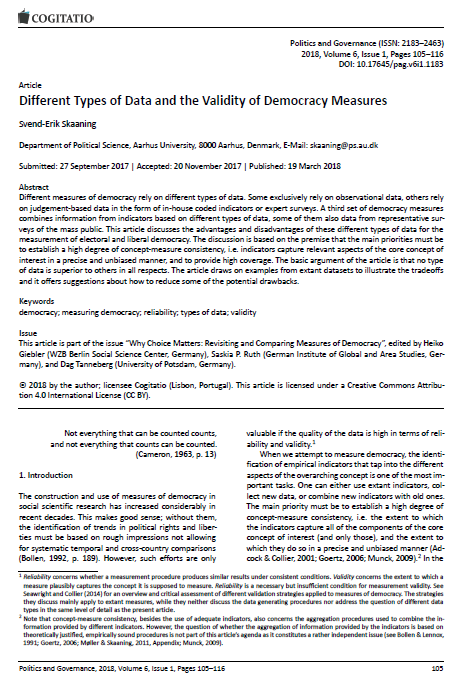 COGITATIO
Politics and Governance (ISSN: 2183–2463)
2018, Volume 6, Issue 1, Pages 105–116
DOI: 10.17645/pag.v6i1.1183
Article
Different Types of Data and the Validity of Democracy Measures
Svend-Erik Skaaning
Department of Political Science, Aarhus University, 8000 Aarhus, Denmark, E-Mail: skaaning@ps.au.dk
Submitted: 27 September 2017 | Accepted: 20 November 2017 | Published: 19 March 2018
Abstract
Different measures of democracy rely on different types of data. Some exclusively rely on observational data, others rely
on judgement-based data in the form of in-house coded indicators or expert surveys. A third set of democracy measures
combines information from indicators based on different types of data, some of them also data from representative sur-
veys of the mass public. This article discusses the advantages and disadvantages of these different types of data for the
measurement of electoral and liberal democracy. The discussion is based on the premise that the main priorities must be
to establish a high degree of concept-measure consistency, i.e. indicators capture relevant aspects of the core concept of
interest in a precise and unbiased manner, and to provide high coverage. The basic argument of the article is that no type
of data is superior to others in all respects. The article draws on examples from extant datasets to illustrate the tradeoffs
and it offers suggestions about how to reduce some of the potential drawbacks.
Keywords
democracy; measuring democracy; reliability; types of data; validity
Issue
This article is part of the issue “Why Choice Matters: Revisiting and Comparing Measures of Democracy”, edited by Heiko
Giebler (WZB Berlin Social Science Center, Germany), Saskia P. Ruth (German Institute of Global and Area Studies, Ger-
many), and Dag Tanneberg (University of Potsdam, Germany).
© 2018 by the author; licensee Cogitatio (Lisbon, Portugal). This article is licensed under a Creative Commons Attribu-
tion 4.0 International License (CC BY).
Not everything that can be counted counts,
and not everything that counts can be counted.
(Cameron, 1963, p. 13)
1. Introduction
The construction and use of measures of democracy in
social scientific research has increased considerably in
recent decades. This makes good sense; without them,
the identification of trends in political rights and liber-
ties must be based on rough impressions not allowing
for systematic temporal and cross-country comparisons
(Bollen, 1992, p. 189). However, such efforts are only
valuable if the quality of the data is high in terms of reli-
ability and validity.1
When we attempt to measure democracy, the identi-
fication of empirical indicators that tap into the different
aspects of the overarching concept is one of the most im-
portant tasks. One can either use extant indicators, col-
lect new data, or combine new indicators with old ones.
The main priority must be to establish a high degree of
concept-measure consistency, i.e. the extent to which
the indicators capture all of the components of the core
concept of interest (and only those), and the extent to
which they do so in a precise and unbiased manner (Ad-
cock & Collier, 2001; Goertz, 2006; Munck, 2009).2 In the
1 Reliability concerns whether a measurement procedure produces similar results under consistent conditions. Validity concerns the extent to which a
measure plausibly captures the concept it is supposed to measure. Reliability is a necessary but insufficient condition for measurement validity. See
Seawright and Collier (2014) for an overview and critical assessment of different validation strategies applied to measures of democracy. The strategies
they discuss mainly apply to extant measures, while they neither discuss the data generating procedures nor address the question of different data
types in the same level of detail as the present article.
2 Note that concept-measure consistency, besides the use of adequate indicators, also concerns the aggregation procedures used to combine the in-
formation provided by different indicators. However, the question of whether the aggregation of information provided by the indicators is based on
theoretically justified, empirically sound procedures is not part of this article’s agenda as it constitutes a rather independent issue (see Bollen & Lennox,
1991; Goertz, 2006; Møller & Skaaning, 2011, Appendix; Munck, 2009).
Politics and Governance, 2018, Volume 6, Issue 1, Pages 105–116
105